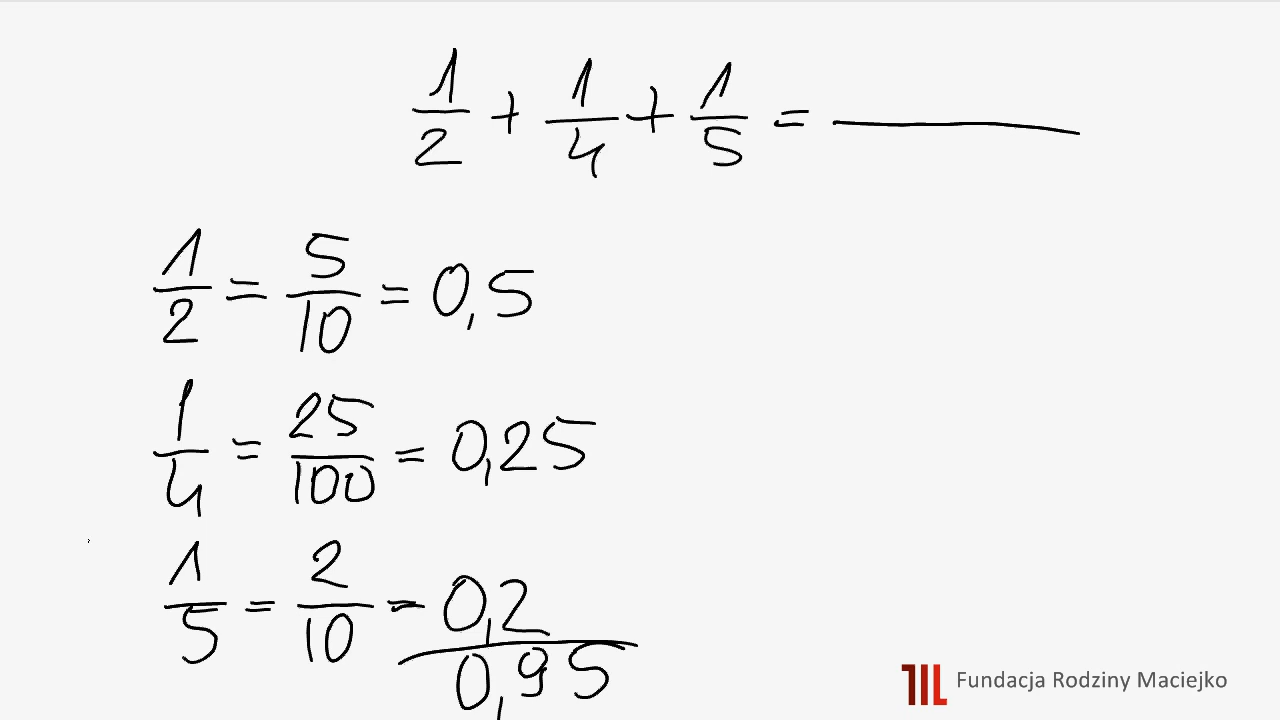 1/2 + 1/4 + 1/5 = ―
1/2 = 5/10 = 0,5
1/4 = 25/100 = 0,25
1/5 = 2/10 = 0,2
0,95
Fundacja Rodziny Maciejko